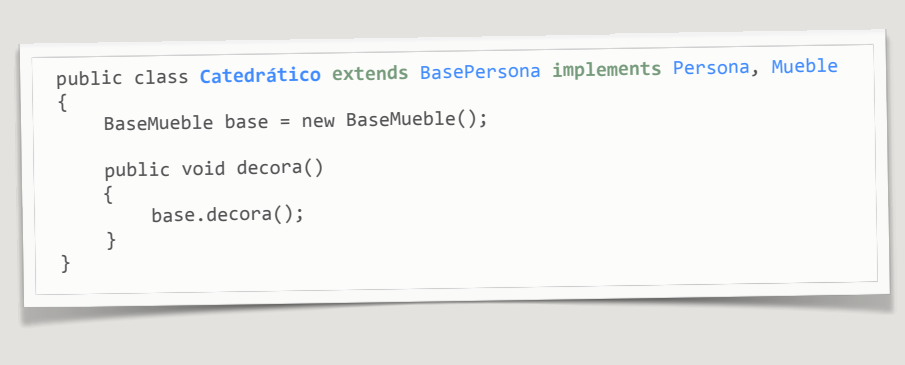 public class Catedrático extends BasePersona implements Persona, Mueble
{
    BaseMueble base = new BaseMueble();

    public void decora()
    {
        base.decora();
    }
}